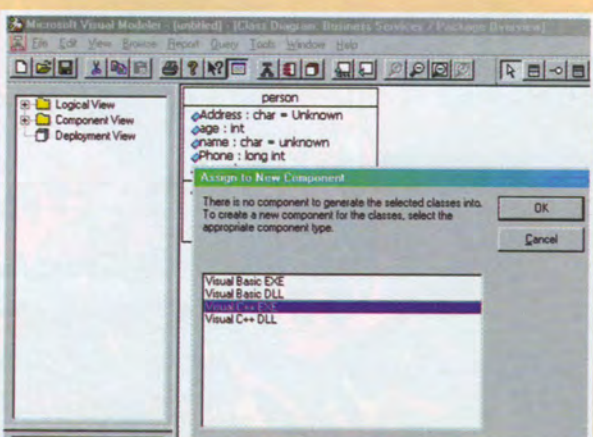 Microsoft Visual Modeler - [untitled] - [Class Diagram: Business Services / Package Overview]
File Edit View Browse Report Query Tools Window Help
Logical View
Component View
Deployment View
person
Address : char = Unknown
age : int
name : char = unknown
Phone : long int
Assign to New Component
There is no component to generate the selected classes into.
To create a new component for the classes, select the
appropriate component type.
OK
Cancel
Visual Basic EXE
Visual Basic DLL
Visual C++ EXE
Visual C++ DLL